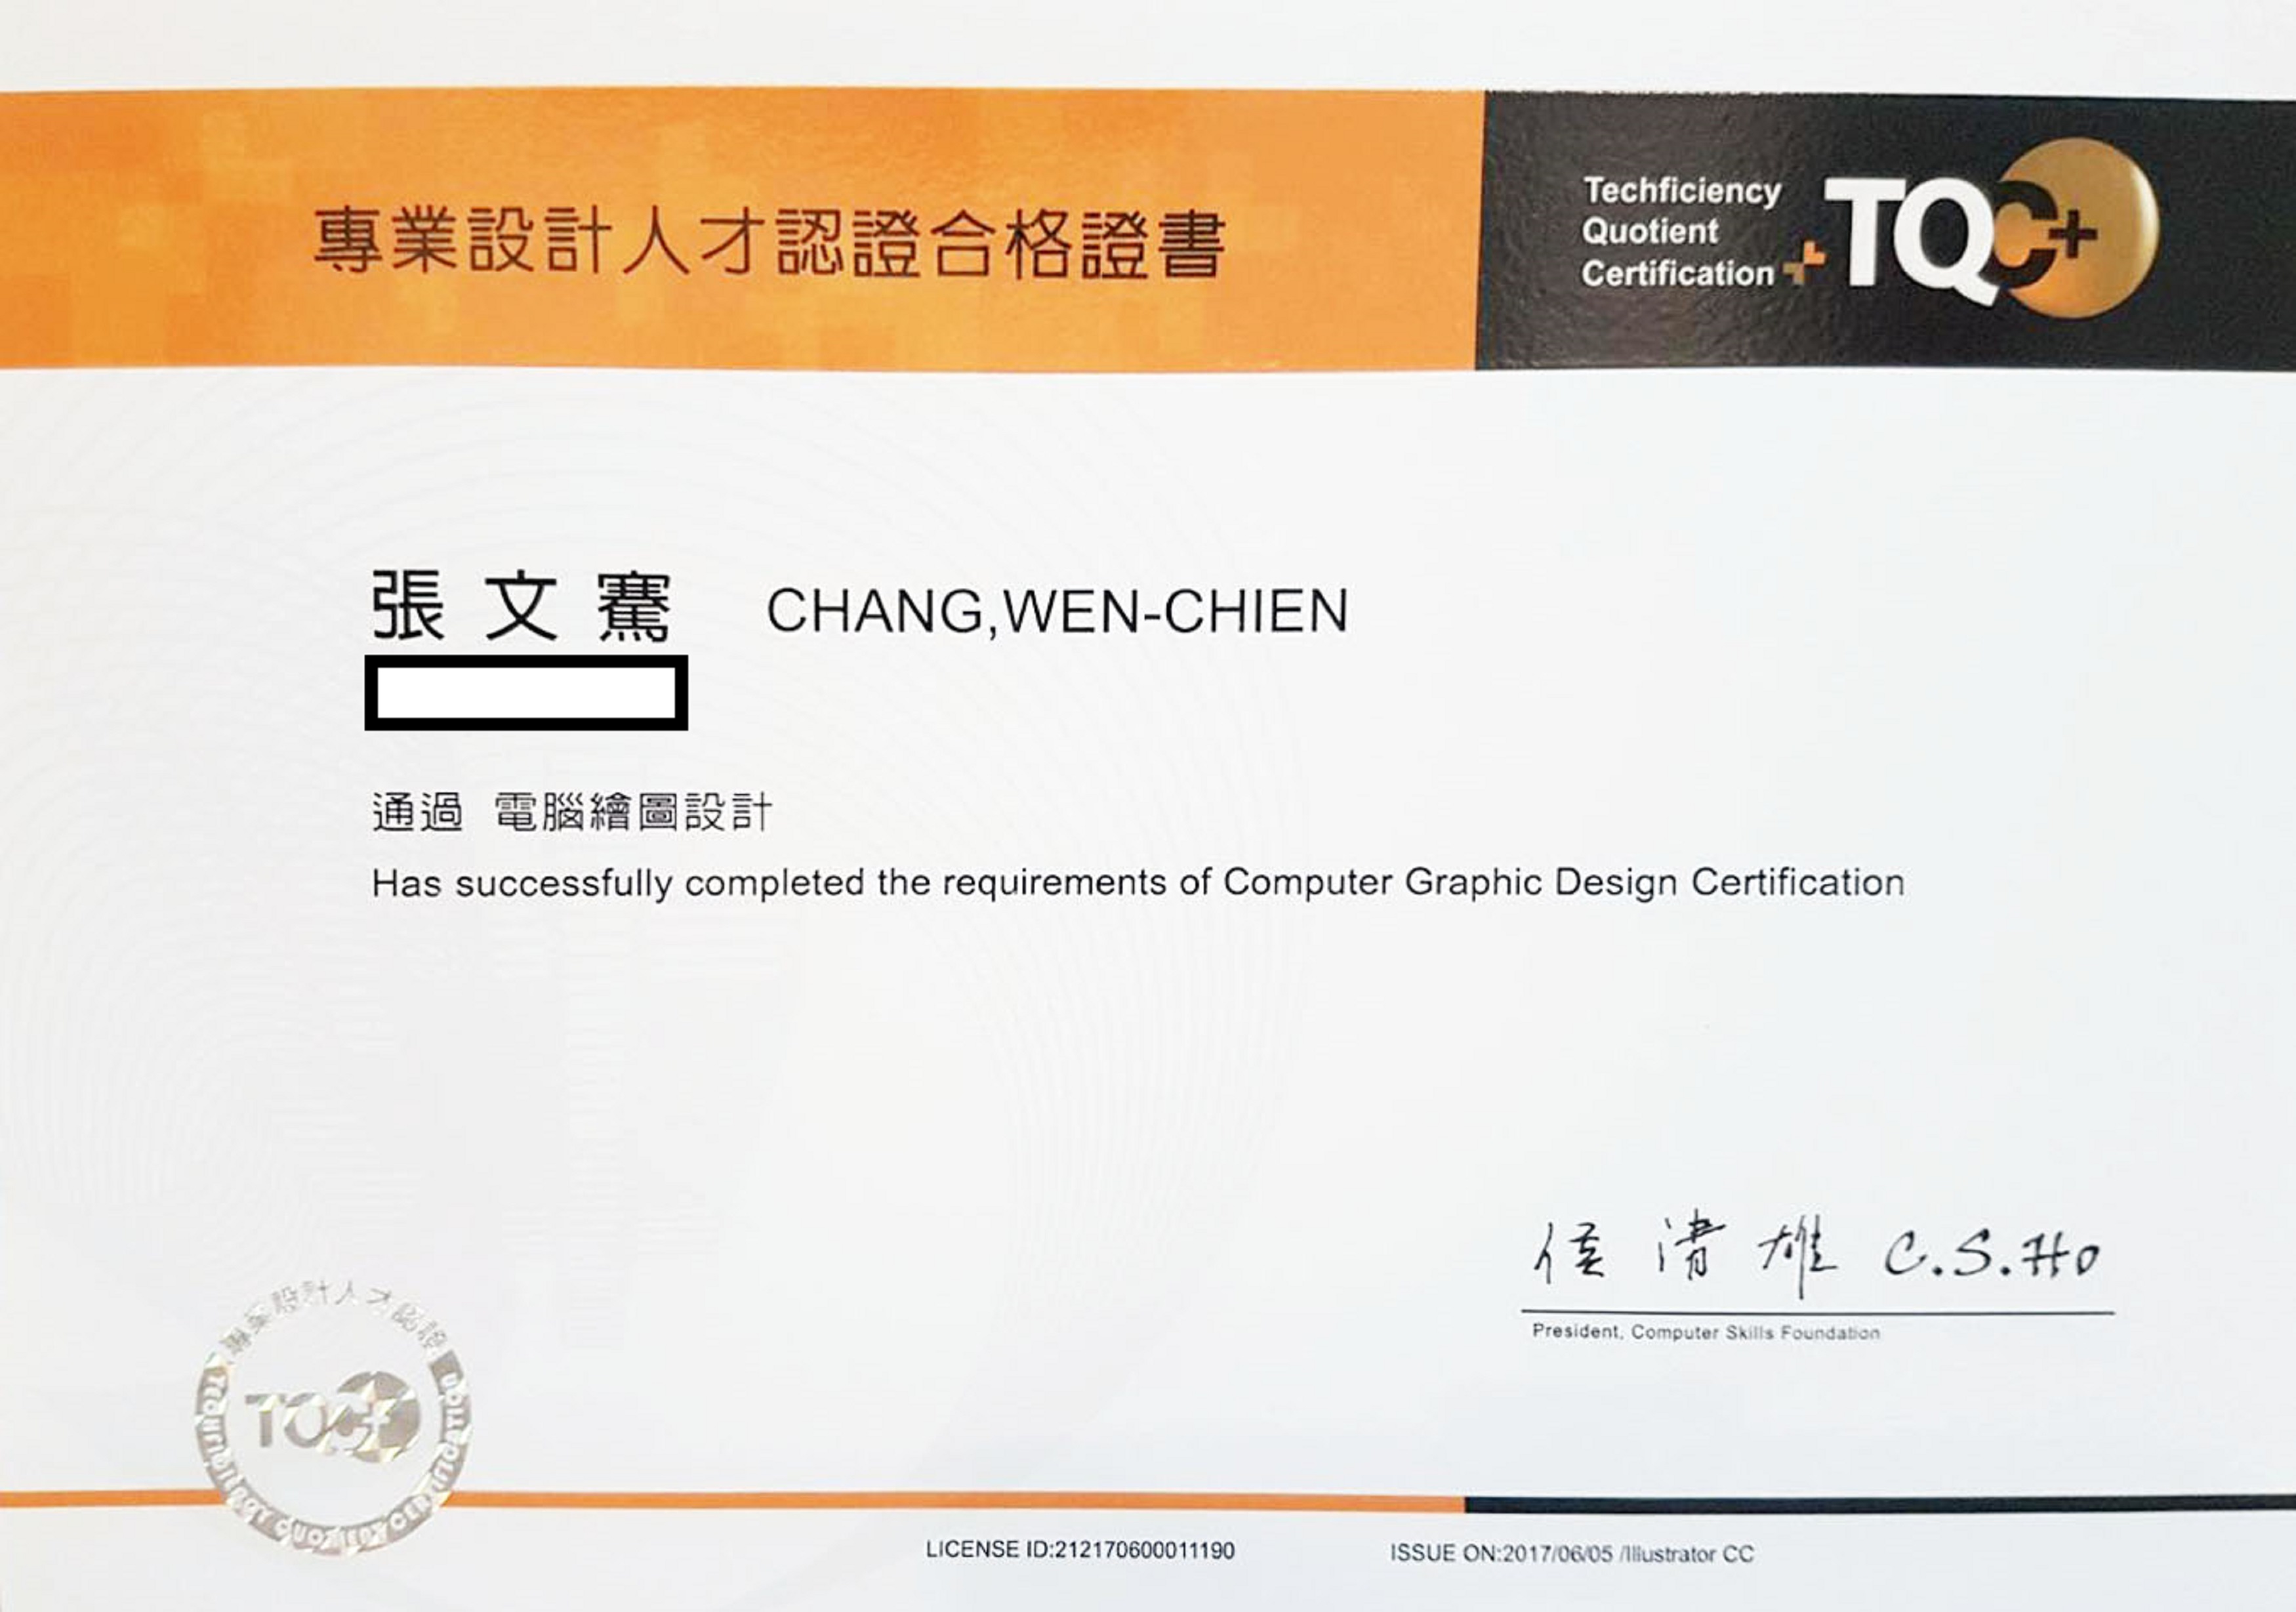 專業設計人才認證合格證書
Techficiency
Quotient
Certification
TQC+
張文騫 CHANG,WEN-CHIEN
通過 電腦繪圖設計
Has successfully completed the requirements of Computer Graphic Design Certification
侯清雄 C.S.Ho
President, Computer Skills Foundation
專業設計人才認證
TQC+
TECHFICIENCY QUOTIENT CERTIFICATION
LICENSE ID:212170600011190
ISSUE ON:2017/06/05 /Illustrator CC